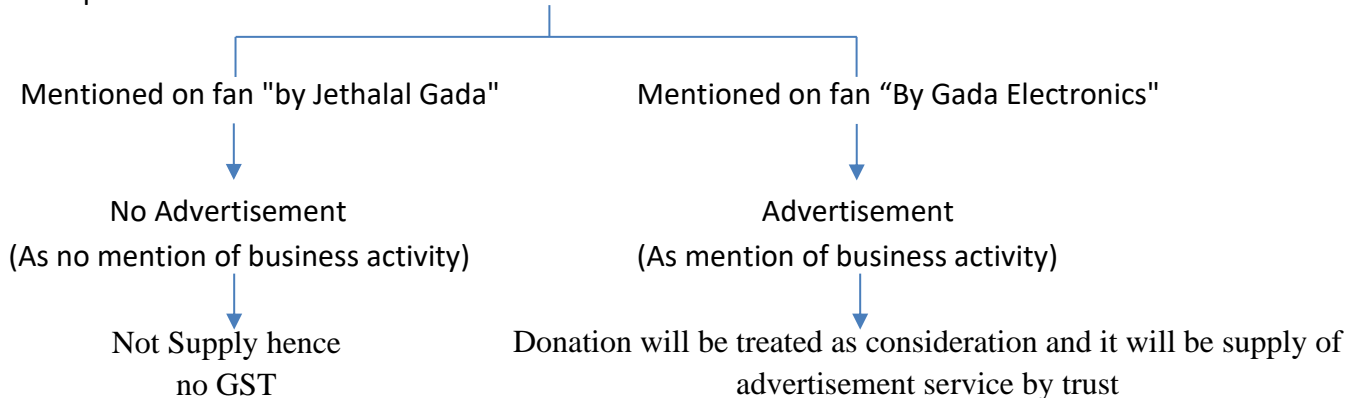 Mentioned on fan "by Jethalal Gada"
Mentioned on fan “By Gada Electronics"
No Advertisement
(As no mention of business activity)
Advertisement
(As mention of business activity)
Not Supply hence
no GST
Donation will be treated as consideration and it will be supply of
advertisement service by trust